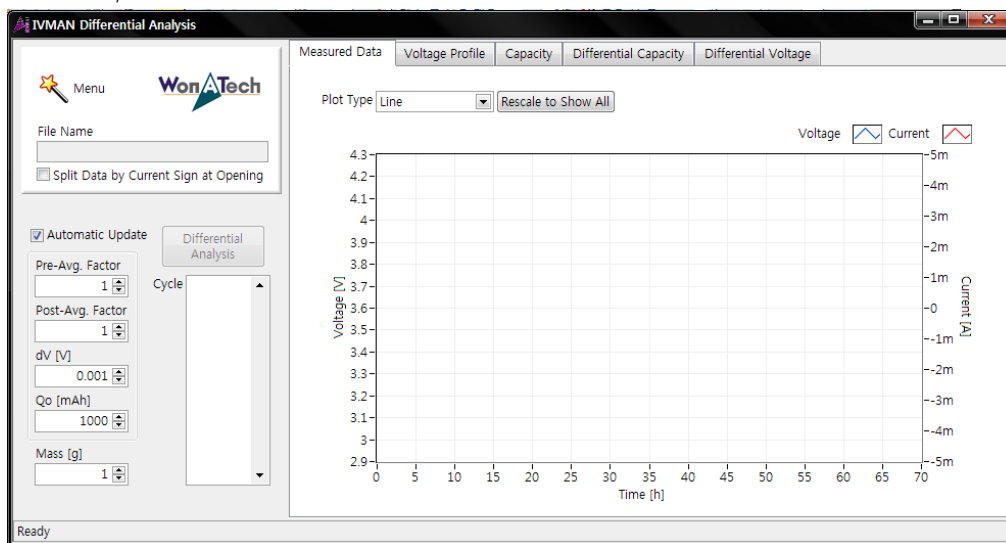 IVMAN Differential Analysis
Menu
WonATech
File Name
Split Data by Current Sign at Opening
Automatic Update
Differential
Analysis
Pre-Avg. Factor
1
Cycle
Post-Avg. Factor
1
dV [V]
0.001
Qo [mAh]
1000
Mass [g]
1
Measured Data Voltage Profile Capacity Differential Capacity Differential Voltage
Plot Type Line Rescale to Show All
Voltage Current
4.3 5m
4.2
4.1 4m
4 3m
3.9
3.8 2m
3.7 1m
3.6 0
3.5
3.4 -1m
3.3 -2m
3.2
3.1 -3m
3 -4m
2.9 -5m
Voltage [V]
Current [A]
0 5 10 15 20 25 30 35 40 45 50 55 60 65 70
Time [h]
Ready